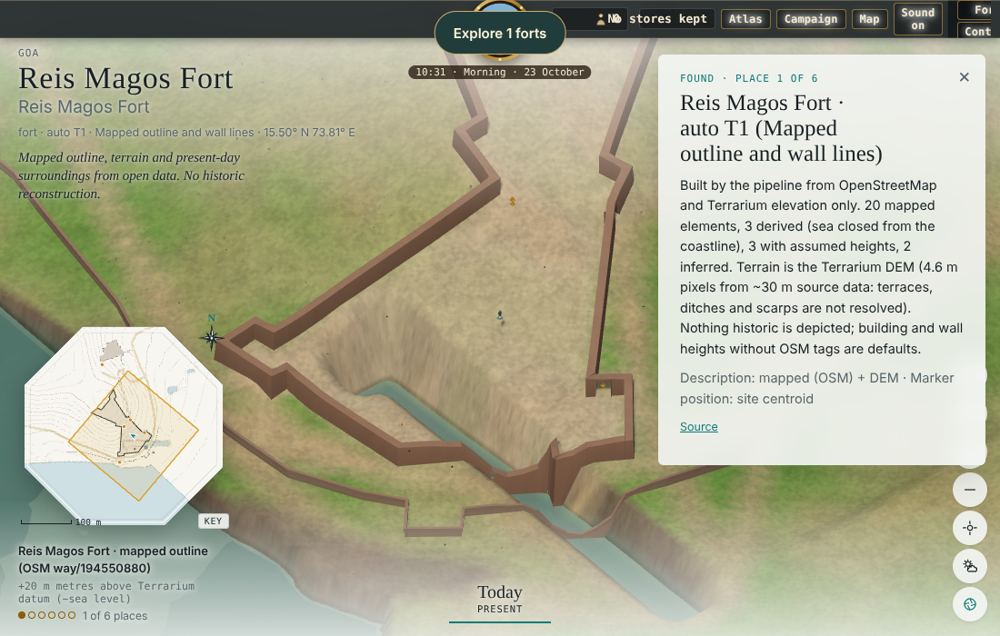 Explore 1 forts
stores kept
Atlas
Campaign
Map
Sound on
10:31 · Morning · 23 October
GOA
Reis Magos Fort
Reis Magos Fort
fort · auto T1 · Mapped outline and wall lines · 15.50° N 73.81° E
Mapped outline, terrain and present-day
surroundings from open data. No historic
reconstruction.
FOUND · PLACE 1 OF 6
Reis Magos Fort ·
auto T1 (Mapped
outline and wall lines)
Built by the pipeline from OpenStreetMap
and Terrarium elevation only. 20 mapped
elements, 3 derived (sea closed from the
coastline), 3 with assumed heights, 2
inferred. Terrain is the Terrarium DEM (4.6 m
pixels from ~30 m source data: terraces,
ditches and scarps are not resolved).
Nothing historic is depicted; building and wall
heights without OSM tags are defaults.
Description: mapped (OSM) + DEM · Marker
position: site centroid
Source
N
100 m
KEY
Reis Magos Fort · mapped outline
(OSM way/194550880)
+20 m metres above Terrarium
datum (~sea level)
1 of 6 places
Today
PRESENT